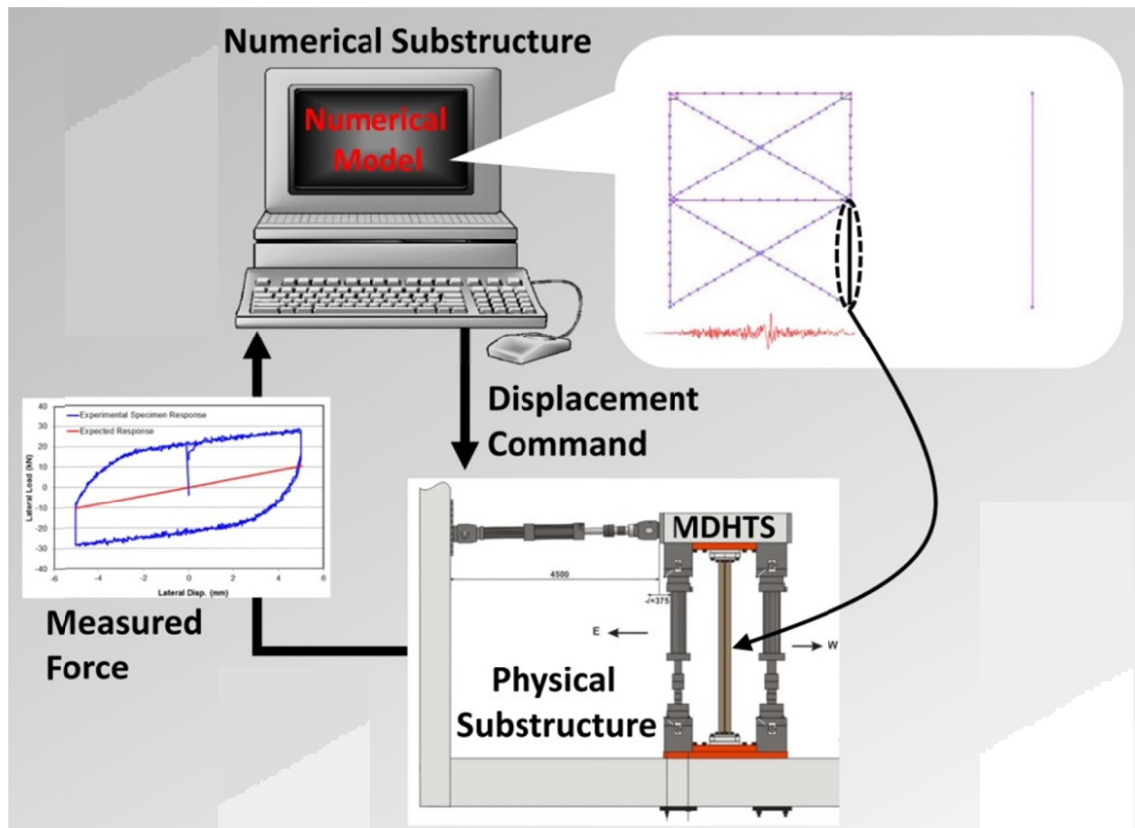 Numerical Substructure
Numerical
Model
Displacement
Command
40
30
20
10
0
-10
-20
-30
-40
Lateral Load (kN)
Experimental Specimen Response
Expected Response
-6 -4 -2 0 2 4 6
Lateral Disp. (mm)
Measured
Force
MDHTS
4500
-/+375
E
W
Physical
Substructure